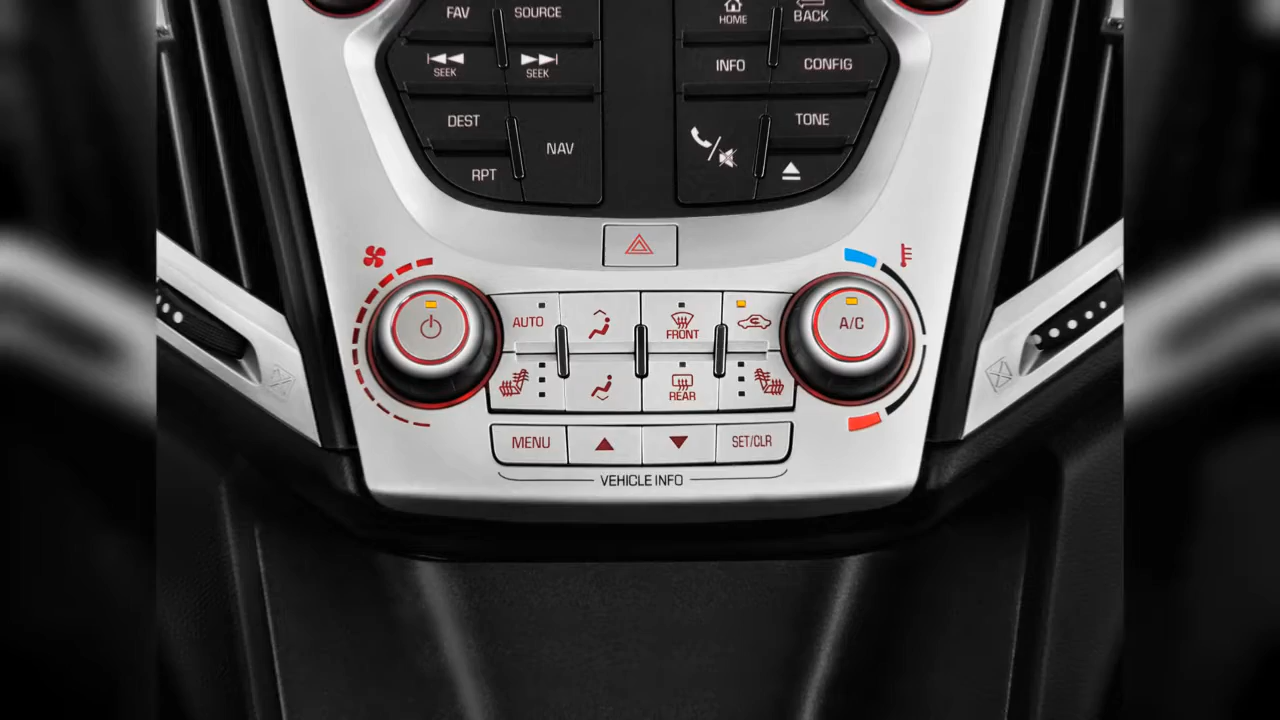 FAV SOURCE
HOME BACK
SEEK SEEK
INFO CONFIG
DEST
NAV
RPT
TONE
AUTO
FRONT
A/C
REAR
MENU SET/CLR
VEHICLE INFO